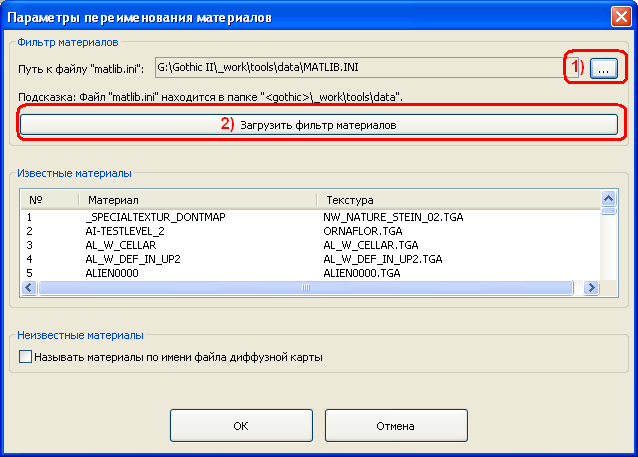 Параметры переименования материалов
Фильтр материалов
Путь к файлу "matlib.ini": G:\Gothic II\_work\tools\data\MATLIB.INI 1) ...
Подсказка: Файл "matlib.ini" находится в папке "<gothic>\_work\tools\data".
2) Загрузить фильтр материалов
Известные материалы
№ Материал Текстура
1 _SPECIALTEXTUR_DONTMAP NW_NATURE_STEIN_02.TGA
2 AI-TESTLEVEL_2 ORNAFLOR.TGA
3 AL_W_CELLAR AL_W_CELLAR.TGA
4 AL_W_DEF_IN_UP2 AL_W_DEF_IN_UP2.TGA
5 ALIEN0000 ALIEN0000.TGA
Неизвестные материалы
Называть материалы по имени файла диффузной карты
OK Отмена